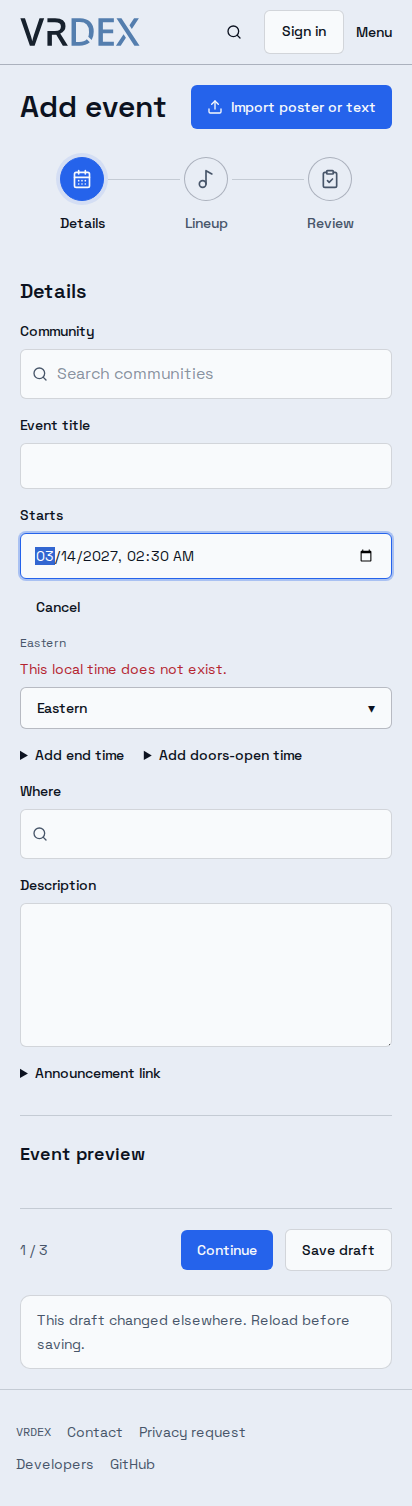 VRDEX
Sign in
Menu
Add event
Import poster or text
Details
Lineup
Review
Details
Community
Search communities
Event title
Starts
03/14/2027, 02:30 AM
Cancel
Eastern
This local time does not exist.
Eastern
Add end time
Add doors-open time
Where
Description
Announcement link
Event preview
1 / 3
Continue
Save draft
This draft changed elsewhere. Reload before
saving.
VRDEX Contact Privacy request
Developers GitHub